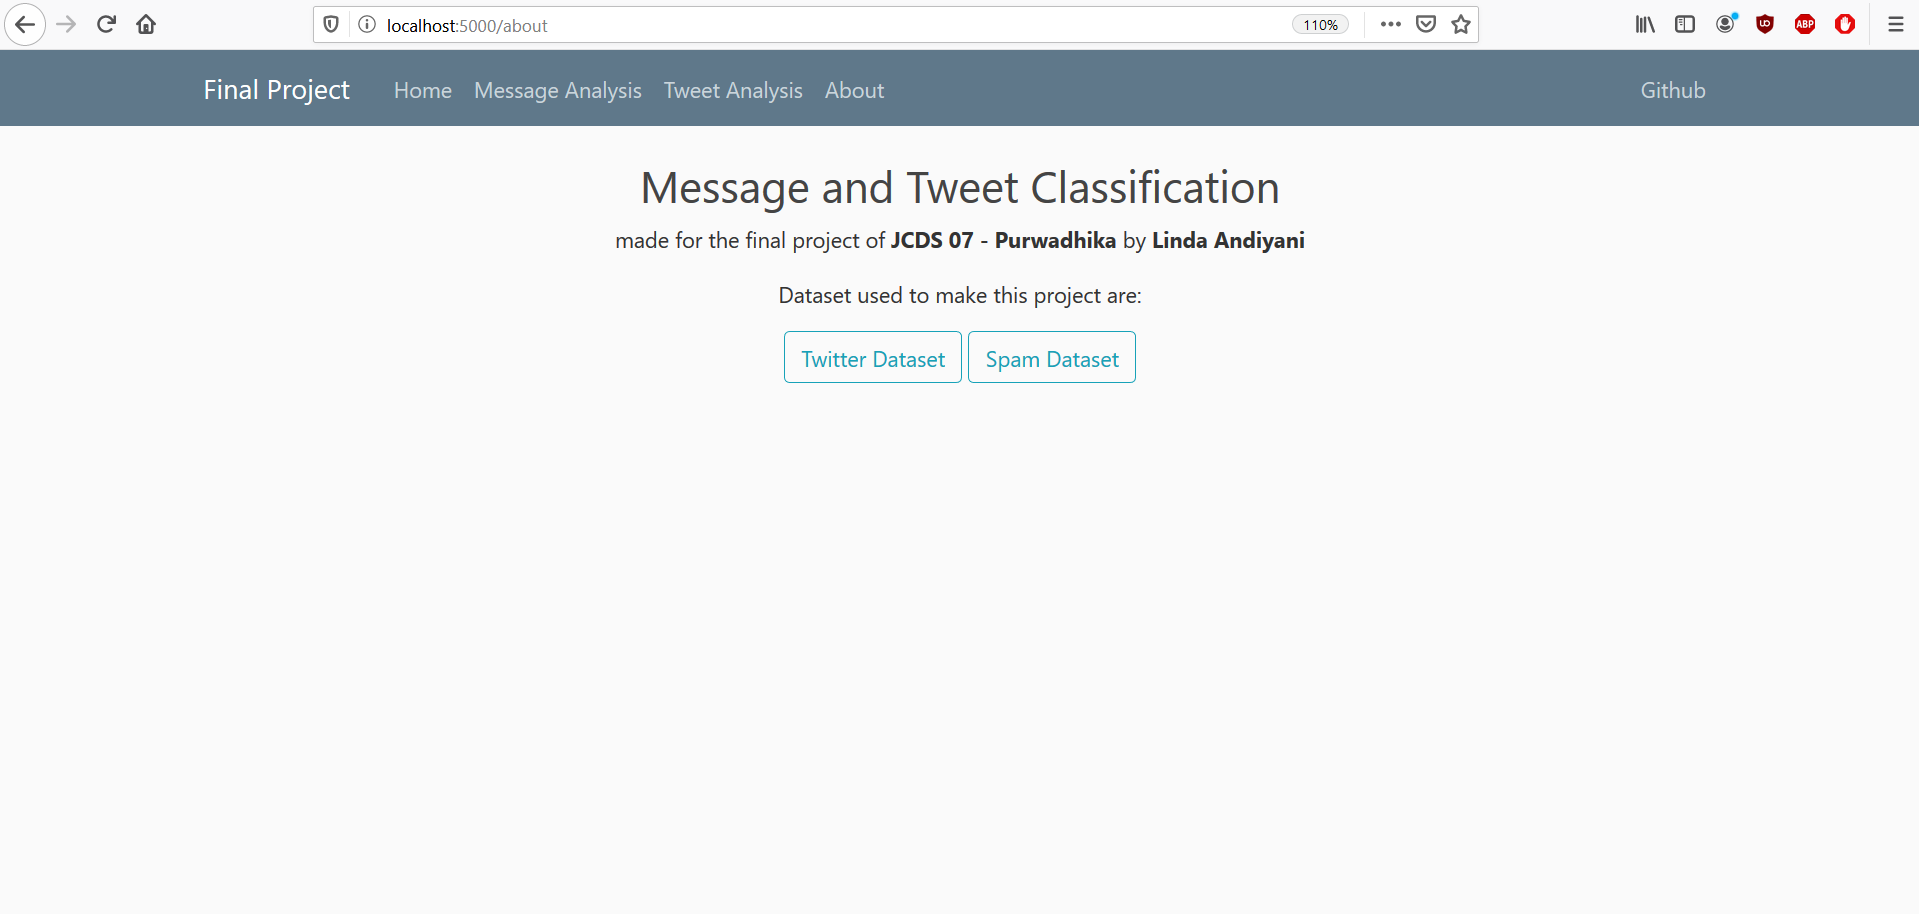 localhost:5000/about 110%
Final Project Home Message Analysis Tweet Analysis About Github
Message and Tweet Classification
made for the final project of JCDS 07 - Purwadhika by Linda Andiyani
Dataset used to make this project are:
Twitter Dataset Spam Dataset
ABP